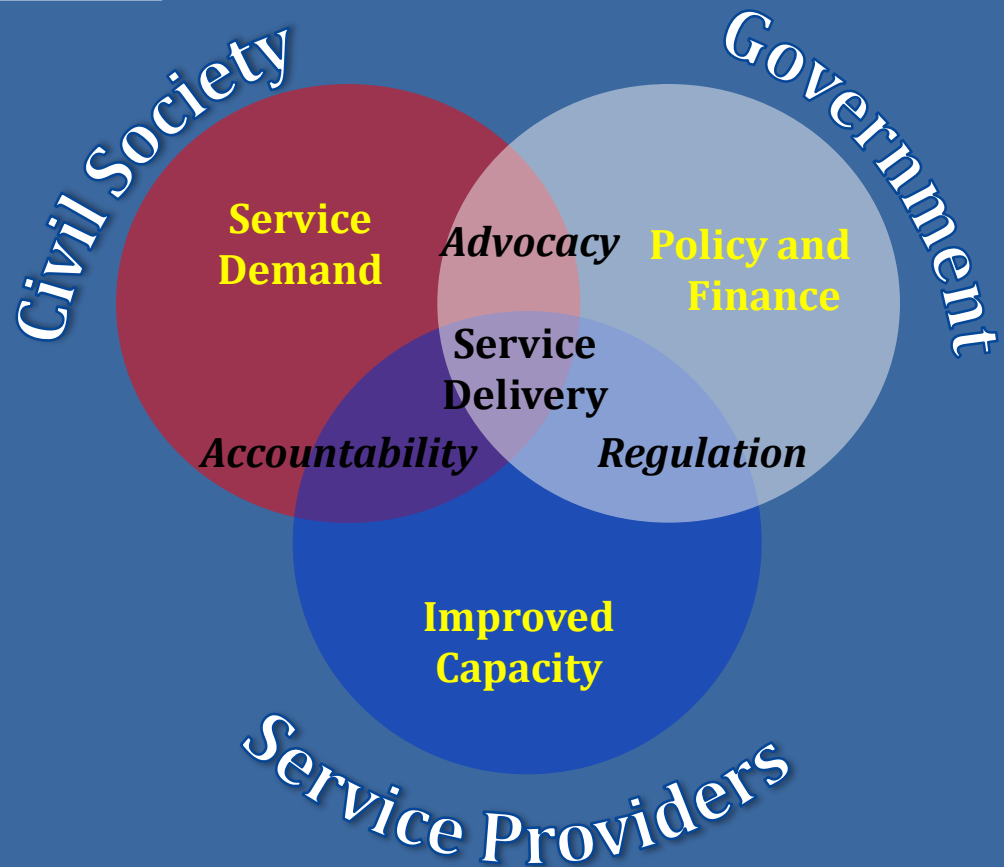 Civil Society
Government
Service
Demand
Advocacy
Policy and
Finance
Service
Delivery
Accountability
Regulation
Improved
Capacity
Service Providers